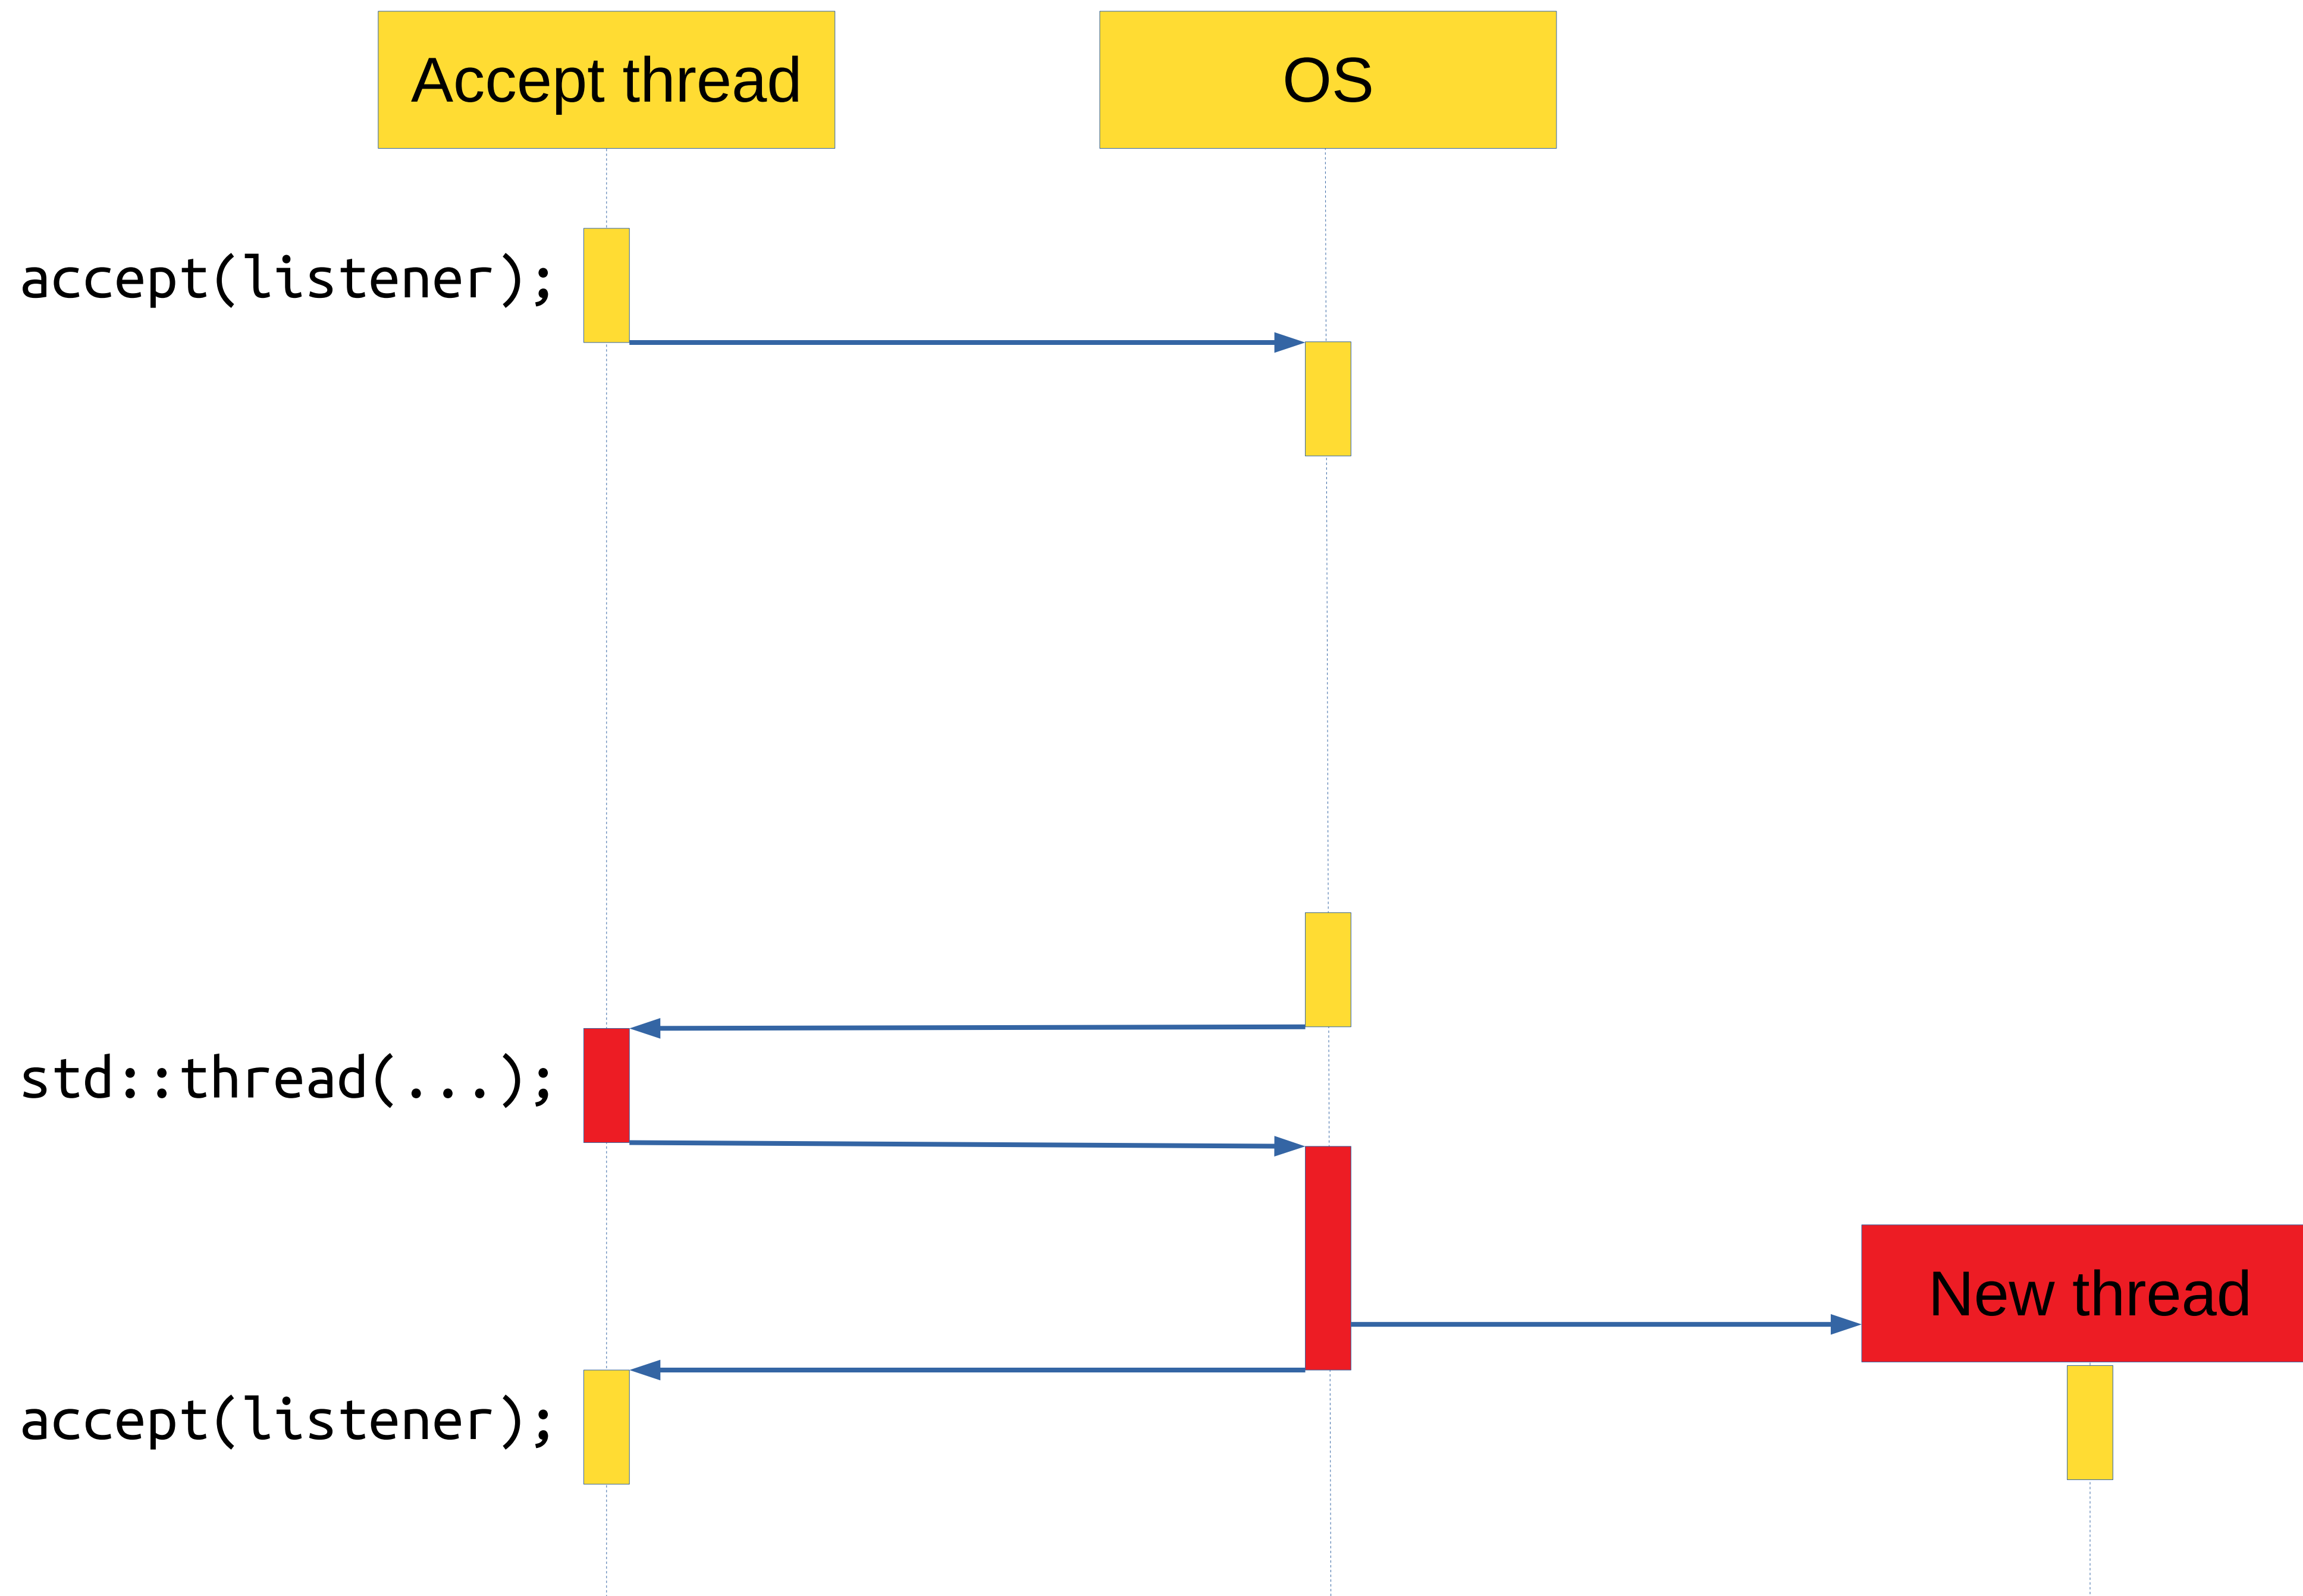 Accept thread
OS
accept(listener);
std::thread(...);
New thread
accept(listener);